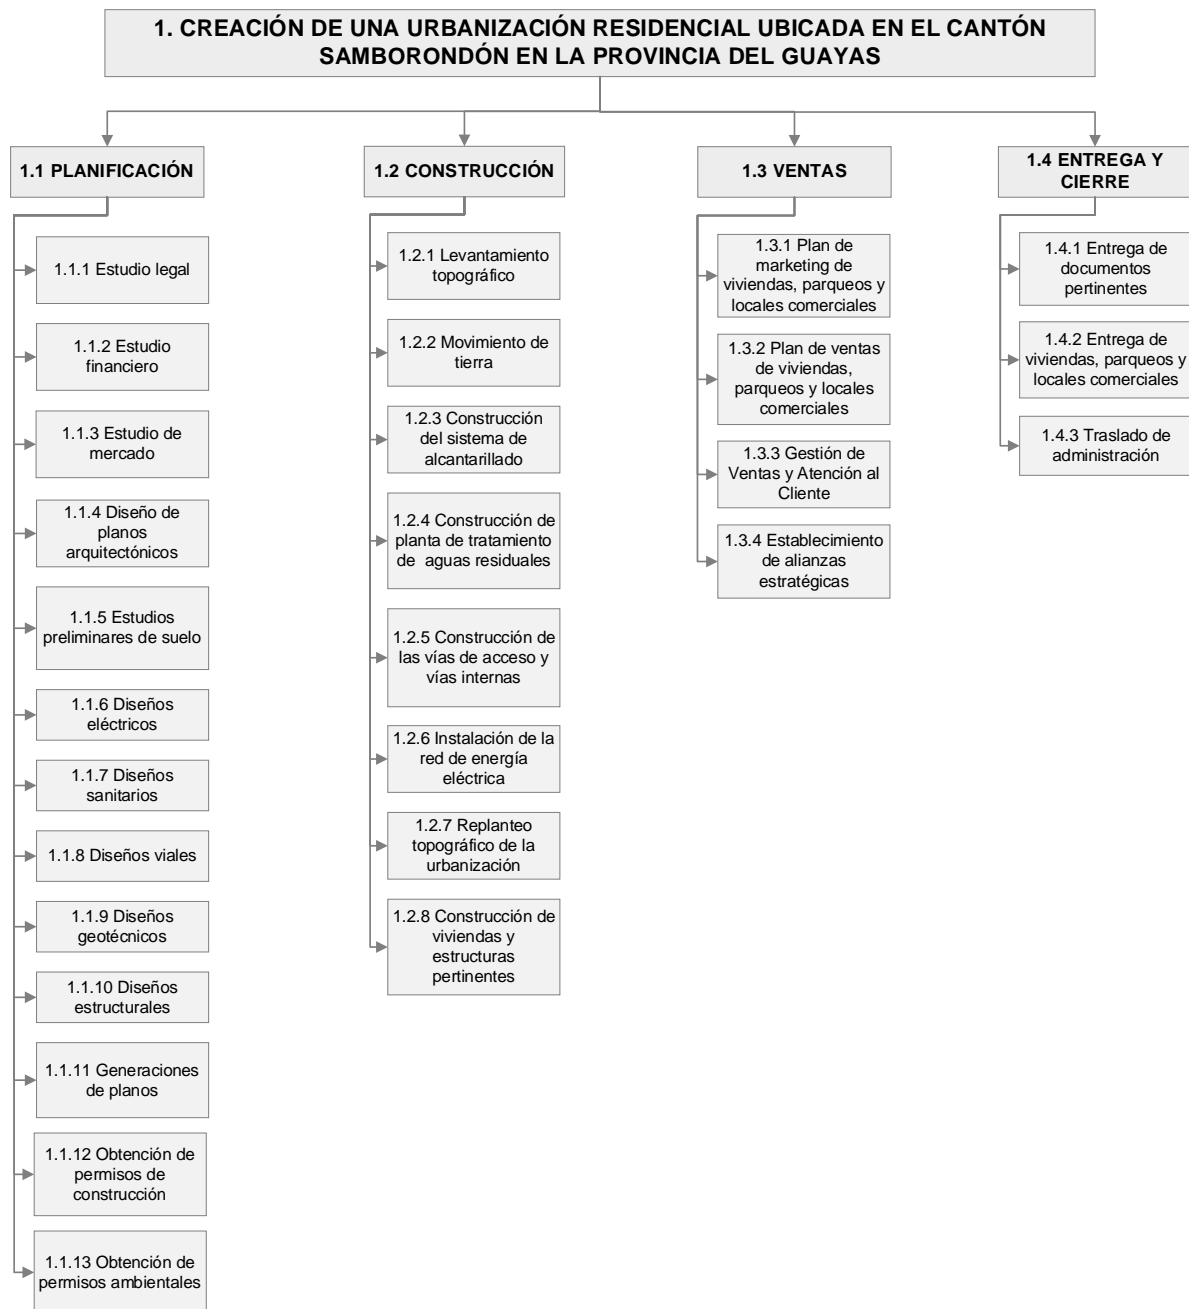 1. CREACIÓN DE UNA URBANIZACIÓN RESIDENCIAL UBICADA EN EL CANTÓN
SAMBORONDÓN EN LA PROVINCIA DEL GUAYAS
1.1 PLANIFICACIÓN
1.1.1 Estudio legal
1.1.2 Estudio
financiero
1.1.3 Estudio de
mercado
1.1.4 Diseño de
planos
arquitectónicos
1.1.5 Estudios
preliminares de suelo
1.1.6 Diseños
eléctricos
1.1.7 Diseños
sanitarios
1.1.8 Diseños viales
1.1.9 Diseños
geotécnicos
1.1.10 Diseños
estructurales
1.1.11 Generaciones
de planos
1.1.12 Obtención de
permisos de
construcción
1.1.13 Obtención de
permisos ambientales
1.2 CONSTRUCCIÓN
1.2.1 Levantamiento
topográfico
1.2.2 Movimiento de
tierra
1.2.3 Construcción
del sistema de
alcantarillado
1.2.4 Construcción de
planta de tratamiento
de aguas residuales
1.2.5 Construcción de
las vías de acceso y
vías internas
1.2.6 Instalación de la
red de energía
eléctrica
1.2.7 Replanteo
topográfico de la
urbanización
1.2.8 Construcción de
viviendas y
estructuras
pertinentes
1.3 VENTAS
1.3.1 Plan de
marketing de
viviendas, parqueos y
locales comerciales
1.3.2 Plan de ventas
de viviendas,
parqueos y locales
comerciales
1.3.3 Gestión de
Ventas y Atención al
Cliente
1.3.4 Establecimiento
de alianzas
estratégicas
1.4 ENTREGA Y
CIERRE
1.4.1 Entrega de
documentos
pertinentes
1.4.2 Entrega de
viviendas, parqueos y
locales comerciales
1.4.3 Traslado de
administración